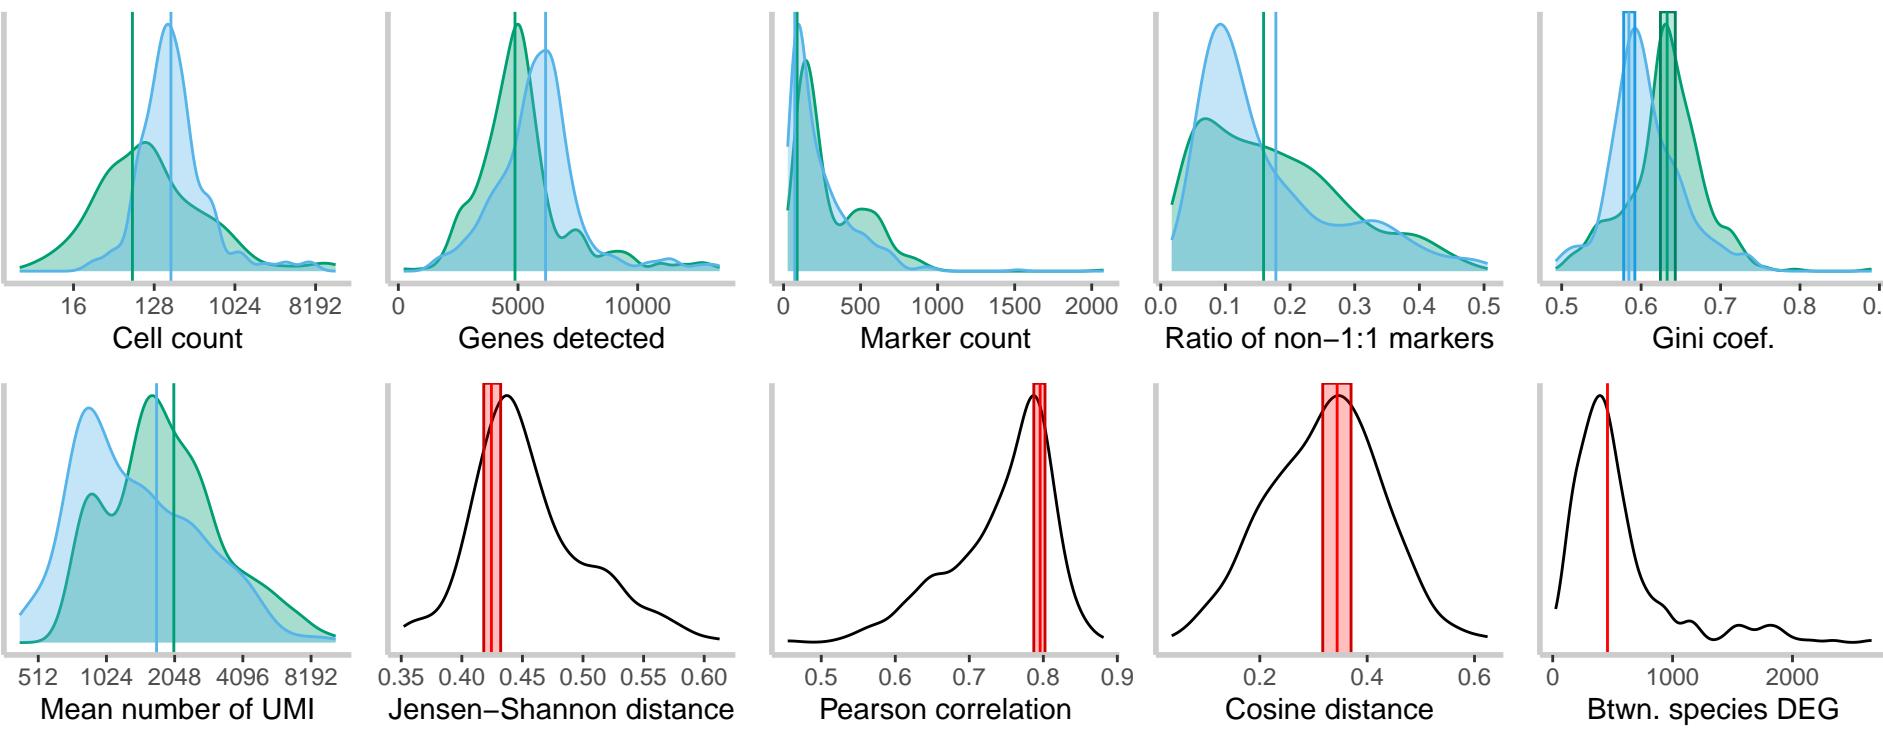 16 128 1024 8192
Cell count
0 5000 10000
Genes detected
0 500 1000 1500 2000
Marker count
0.0 0.1 0.2 0.3 0.4 0.5
Ratio of non−1:1 markers
0.5 0.6 0.7 0.8 0.
Gini coef.
512 1024 2048 4096 8192
Mean number of UMI
0.35 0.40 0.45 0.50 0.55 0.60
Jensen−Shannon distance
0.5 0.6 0.7 0.8 0.9
Pearson correlation
0.2 0.4 0.6
Cosine distance
0 1000 2000
Btwn. species DEG